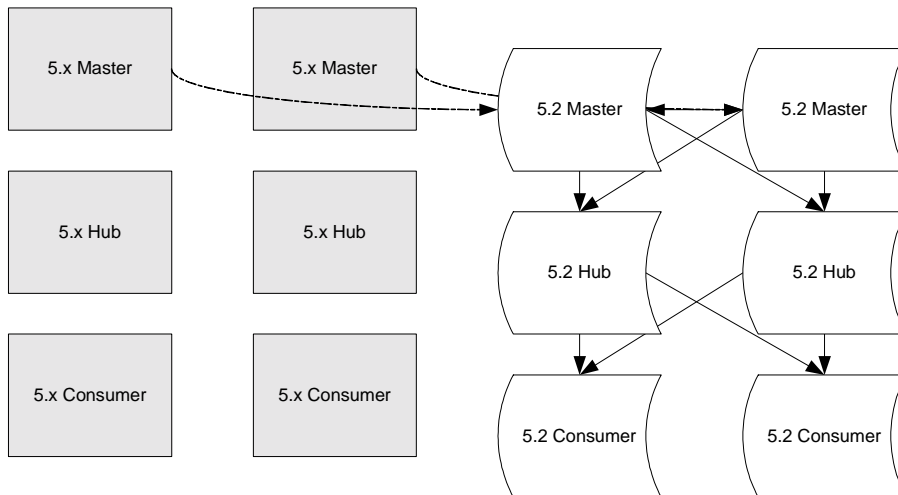 5.x Master
5.x Master
5.2 Master
5.2 Master
5.x Hub
5.x Hub
5.2 Hub
5.2 Hub
5.x Consumer
5.x Consumer
5.2 Consumer
5.2 Consumer